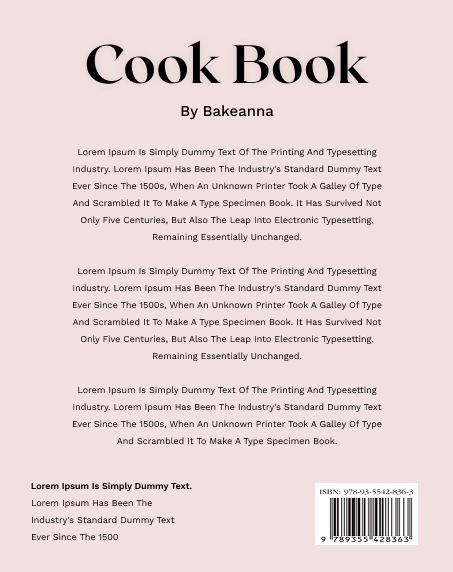 Cook Book
By Bakeanna
Lorem Ipsum Is Simply Dummy Text Of The Printing And Typesetting
Industry. Lorem Ipsum Has Been The Industry's Standard Dummy Text
Ever Since The 1500s, When An Unknown Printer Took A Galley Of Type
And Scrambled It To Make A Type Specimen Book. It Has Survived Not
Only Five Centuries, But Also The Leap Into Electronic Typesetting,
Remaining Essentially Unchanged.
Lorem Ipsum Is Simply Dummy Text Of The Printing And Typesetting
Industry. Lorem Ipsum Has Been The Industry's Standard Dummy Text
Ever Since The 1500s, When An Unknown Printer Took A Galley Of Type
And Scrambled It To Make A Type Specimen Book. It Has Survived Not
Only Five Centuries, But Also The Leap Into Electronic Typesetting,
Remaining Essentially Unchanged.
Lorem Ipsum Is Simply Dummy Text Of The Printing And Typesetting
Industry. Lorem Ipsum Has Been The Industry's Standard Dummy Text
Ever Since The 1500s, When An Unknown Printer Took A Galley Of Type
And Scrambled It To Make A Type Specimen Book.
Lorem Ipsum Is Simply Dummy Text.
Lorem Ipsum Has Been The
Industry's Standard Dummy Text
Ever Since The 1500
ISBN: 978-93-5542-836-3
9 789355 428363